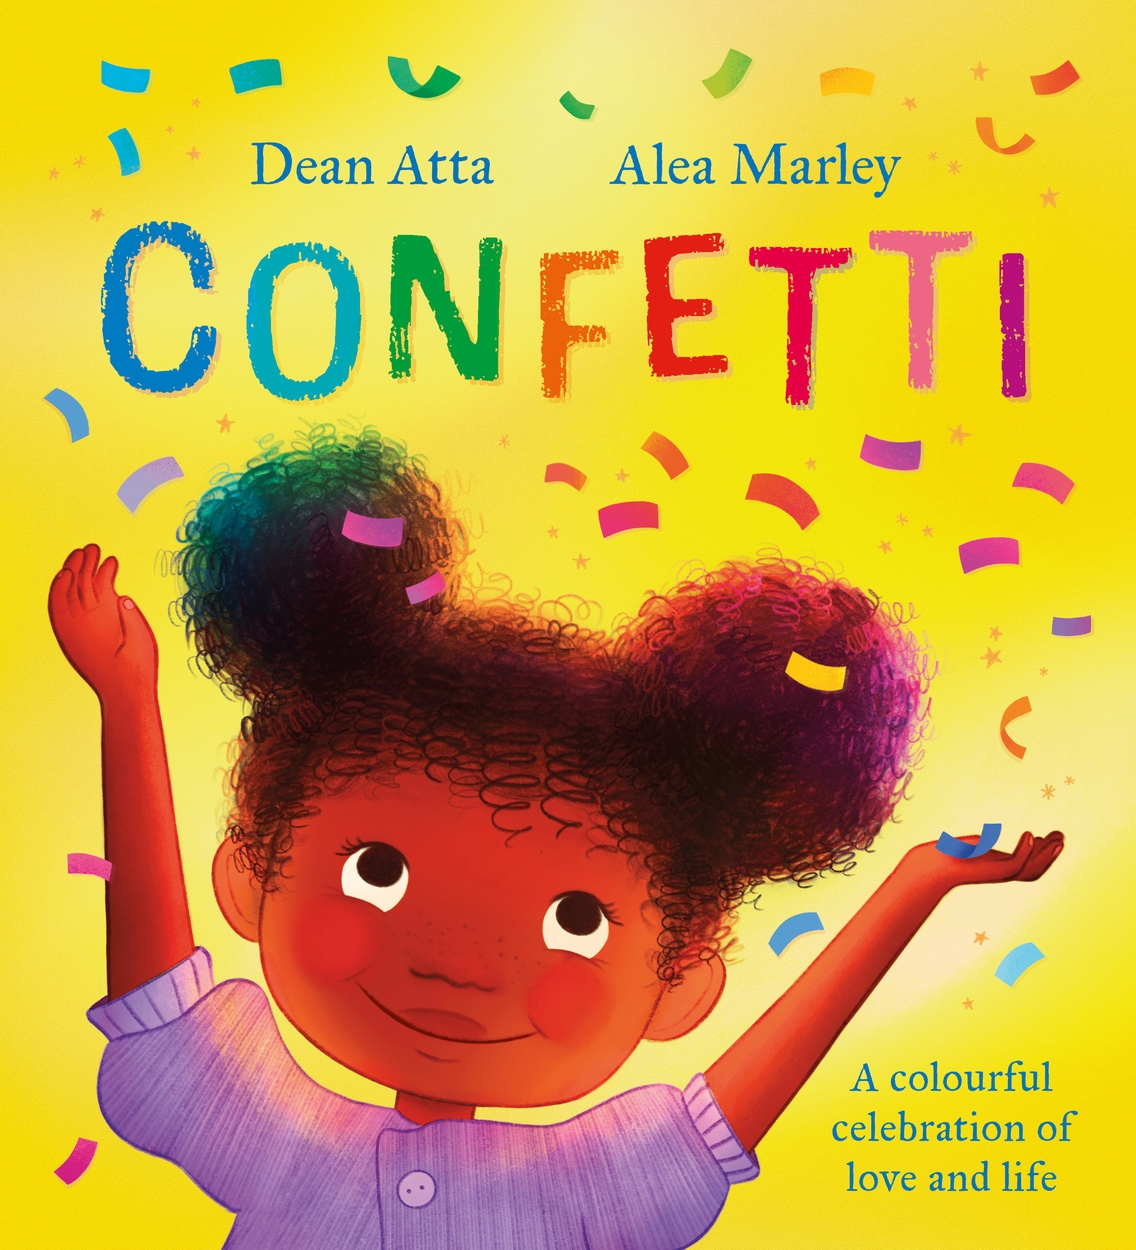 Dean Atta Alea Marley
CONFETTI
A colourful
celebration of
love and life